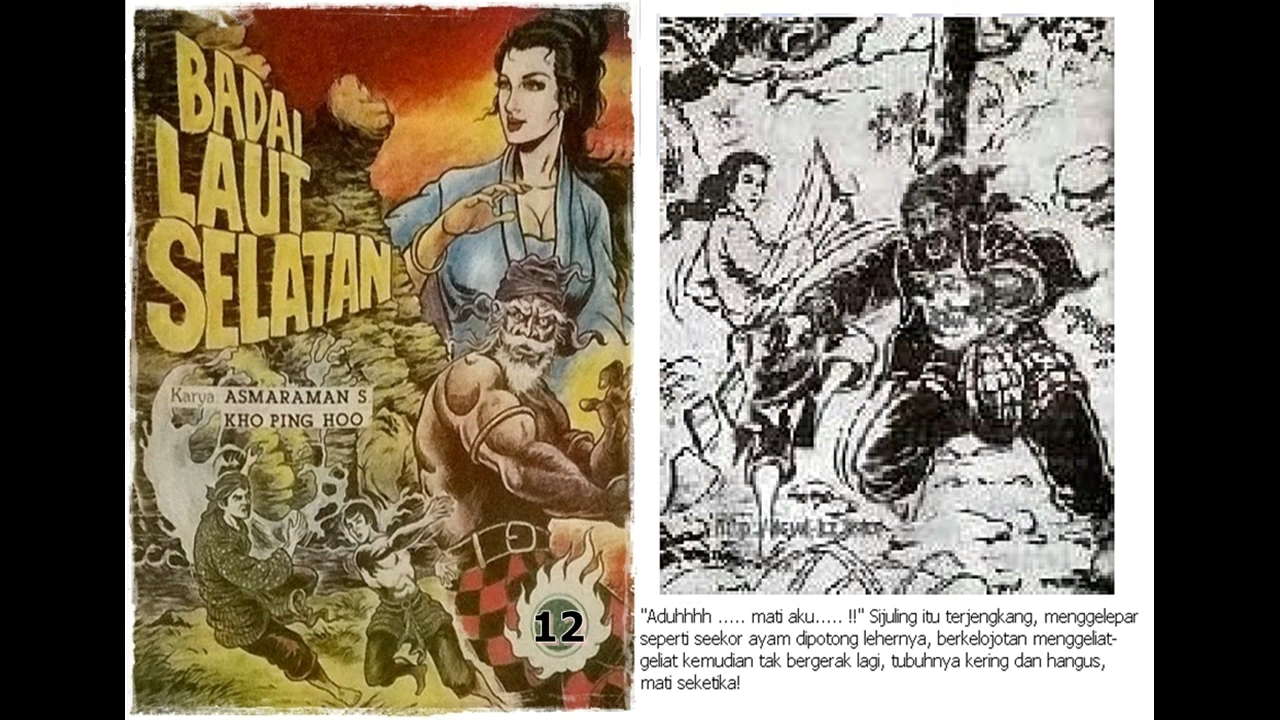 BADAI
LAUT
SELATAN
Karya ASMARAMAN S
KHO PING HOO
12
"Aduhhhh ..... mati aku..... !!" Sijuling itu terjengkang, menggelepar
seperti seekor ayam dipotong lehernya, berkelojotan menggeliat-
geliat kemudian tak bergerak lagi, tubuhnya kering dan hangus,
mati seketika!